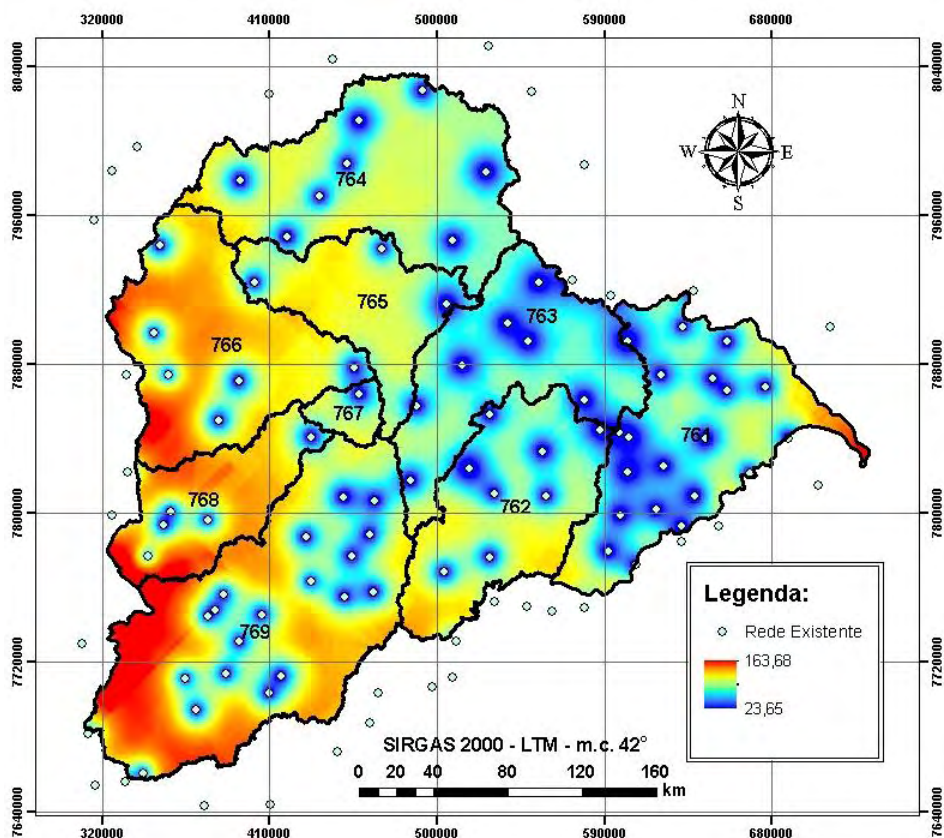 320000 410000 500000 590000 680000
8040000 8040000
N
W E
S
764
7960000 7960000
765
763
766
7880000 7880000
767
761
768
762
7800000 7800000
Legenda:
Rede Existente
769
163,68
7720000 7720000
23,65
SIRGAS 2000 - LTM - m.c. 42°
0 20 40 80 120 160
km
7640000 7640000
320000 410000 500000 590000 680000